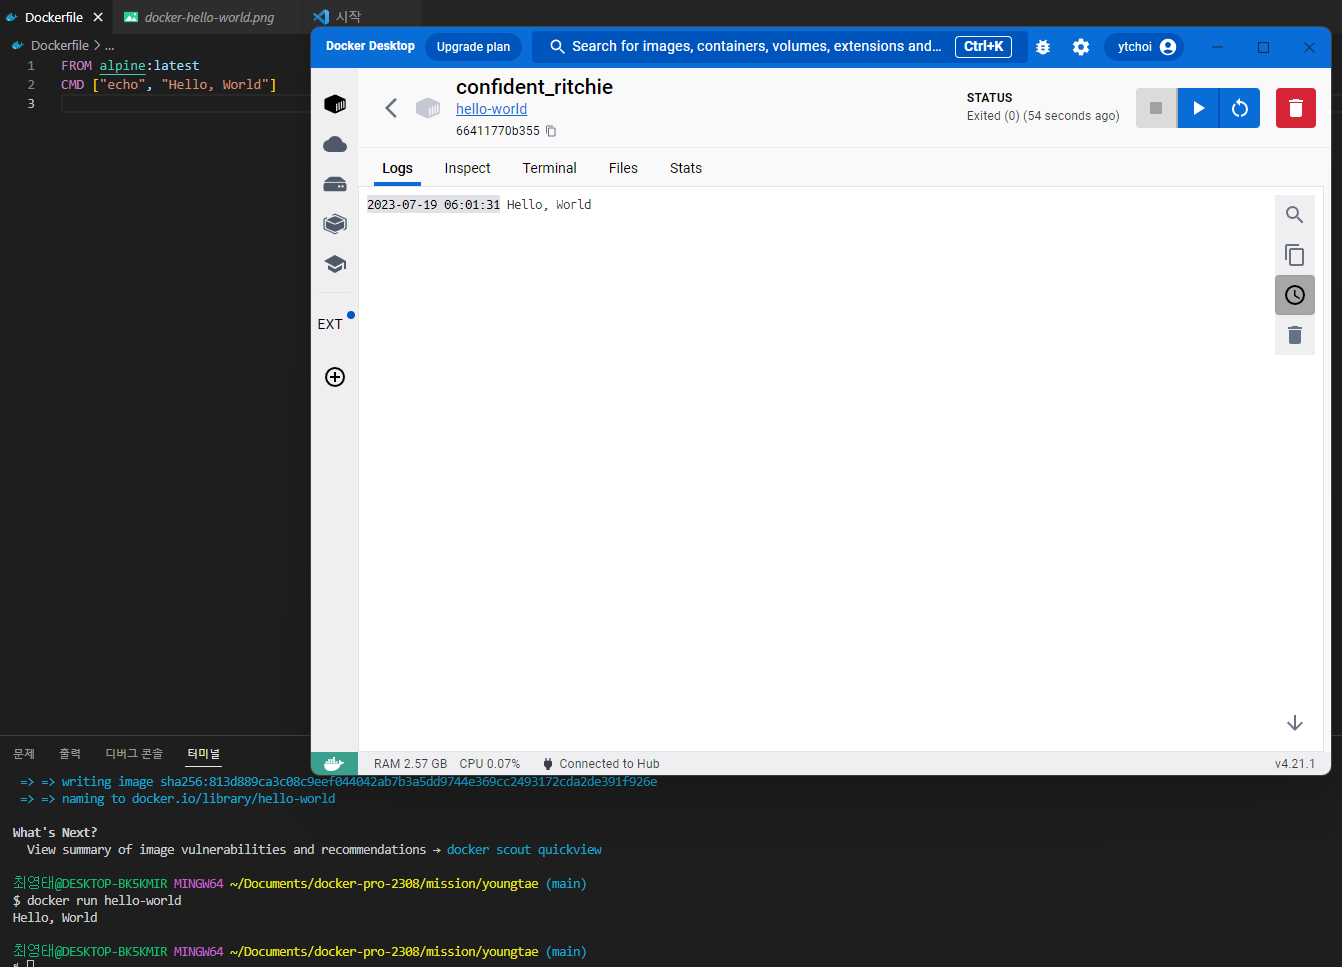 Dockerfile
docker-hello-world.png
시작
Dockerfile > ...
1 FROM alpine:latest
2 CMD ["echo", "Hello, World"]
3
Docker Desktop
Upgrade plan
Search for images, containers, volumes, extensions and...
Ctrl+K
ytchoi
confident_ritchie
hello-world
66411770b355
STATUS
Exited (0) (54 seconds ago)
Logs Inspect Terminal Files Stats
2023-07-19 06:01:31 Hello, World
EXT
RAM 2.57 GB CPU 0.07% Connected to Hub
v4.21.1
문제 출력 디버그 콘솔 터미널
=> => writing image sha256:813d889ca3c08c9eef044042ab7b3a5dd9744e369cc2493172cda2de391f926e
=> => naming to docker.io/library/hello-world
What's Next?
View summary of image vulnerabilities and recommendations → docker scout quickview
최영태@DESKTOP-BK5KMIR MINGW64 ~/Documents/docker-pro-2308/mission/youngtae (main)
$ docker run hello-world
Hello, World
최영태@DESKTOP-BK5KMIR MINGW64 ~/Documents/docker-pro-2308/mission/youngtae (main)
$